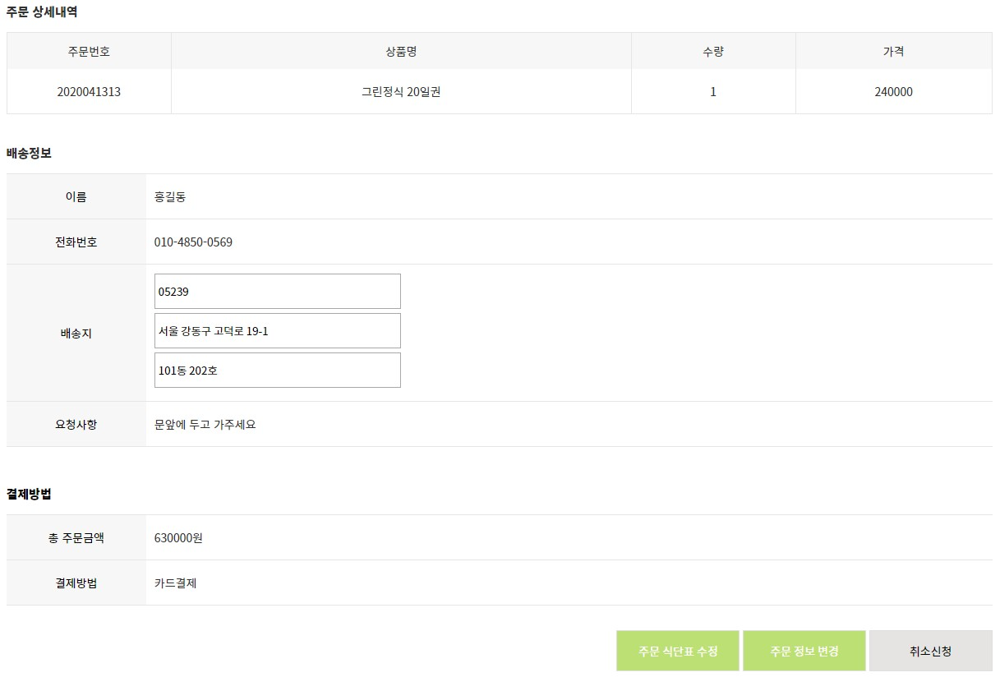 주문 상세내역
주문번호 상품명 수량 가격
2020041313 그린정식 20일권 1 240000
배송정보
이름 홍길동
전화번호 010-4850-0569
배송지
05239
서울 강동구 고덕로 19-1
101동 202호
요청사항 문앞에 두고 가주세요
결제방법
총 주문금액 630000원
결제방법 카드결제
주문 식단표 수정 주문 정보 변경 취소신청